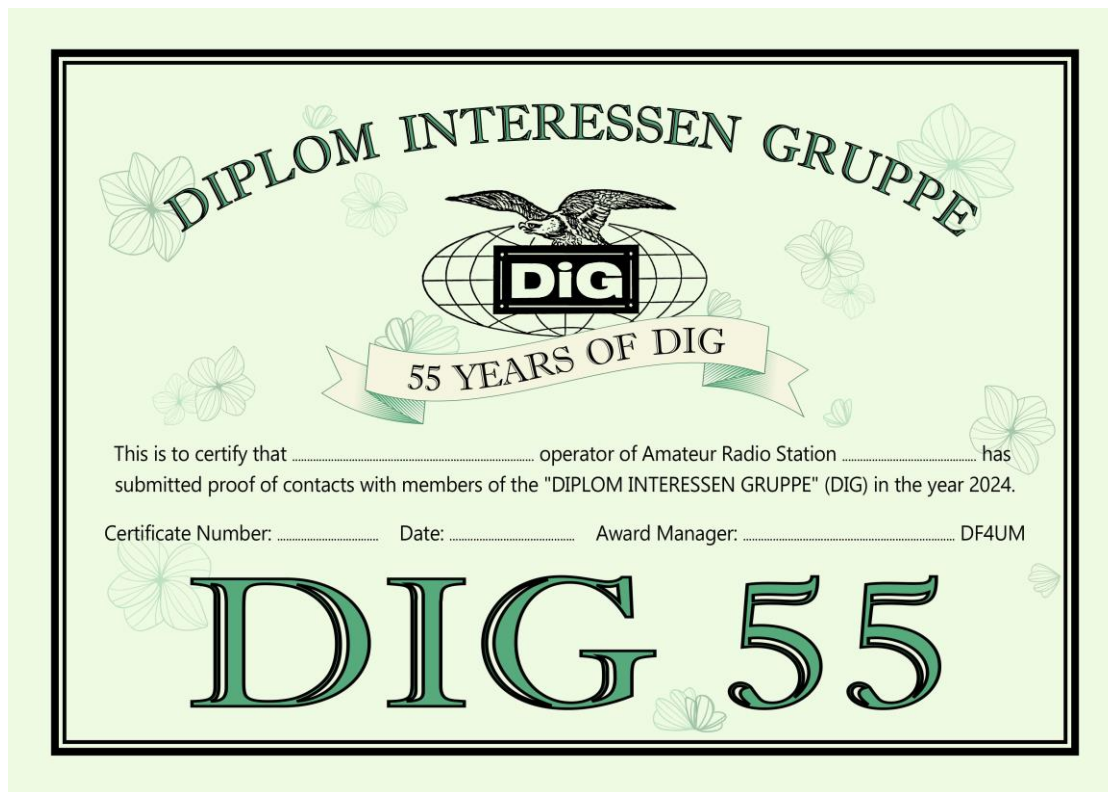 DIPLOM INTERESSEN GRUPPE
DiG
55 YEARS OF DIG
This is to certify that ........................................ operator of Amateur Radio Station ........................................ has
submitted proof of contacts with members of the "DIPLOM INTERESSEN GRUPPE" (DIG) in the year 2024.
Certificate Number: .............................. Date: .............................. Award Manager: ........................................ DF4UM
DIG 55